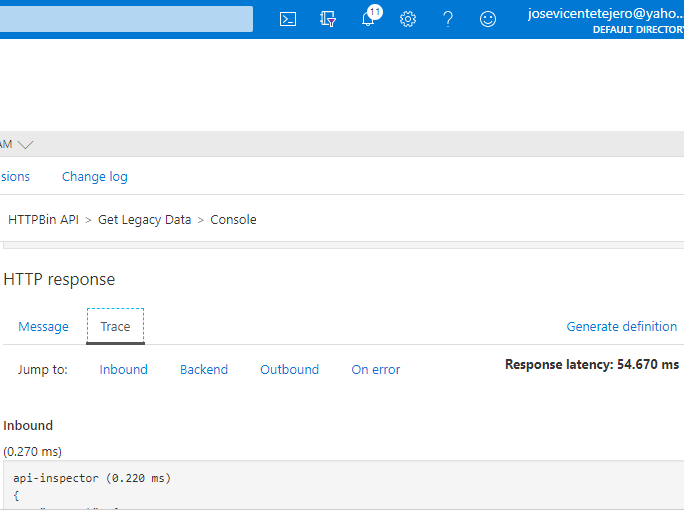 11
josevicentetejero@yaho...
DEFAULT DIRECTORY
AM
sions Change log
HTTPBin API > Get Legacy Data > Console
HTTP response
Message Trace Generate definition
Jump to: Inbound Backend Outbound On error Response latency: 54.670 ms
Inbound
(0.270 ms)
api-inspector (0.220 ms)
{